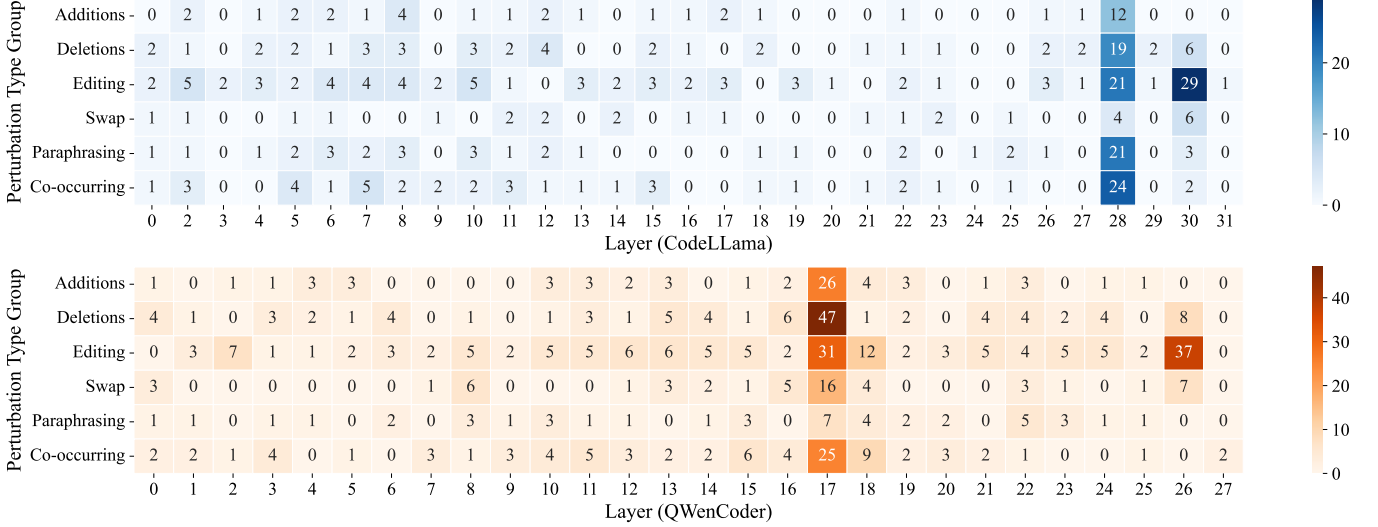 Perturbation Type Group
Additions 0 2 0 1 2 2 1 4 0 1 1 2 1 0 1 1 2 1 0 0 0 1 0 0 0 1 1 12 0 0 0
Deletions 2 1 0 2 2 1 3 3 0 3 2 4 0 0 2 1 0 2 0 0 1 1 1 0 0 2 2 19 2 6 0
Editing 2 5 2 3 2 4 4 4 2 5 1 0 3 2 3 2 3 0 3 1 0 2 1 0 0 3 1 21 1 29 1
Swap 1 1 0 0 1 1 0 0 1 0 2 2 0 2 0 1 1 0 0 0 1 1 2 0 1 0 0 4 0 6 0
Paraphrasing 1 1 0 1 2 3 2 3 0 3 1 2 1 0 0 0 0 1 1 0 0 2 0 1 2 1 0 21 0 3 0
Co-occurring 1 3 0 0 4 1 5 2 2 2 3 1 1 1 3 0 0 1 1 0 1 2 1 0 1 0 0 24 0 2 0
0 2 3 4 5 6 7 8 9 10 11 12 13 14 15 16 17 18 19 20 21 22 23 24 25 26 27 28 29 30 31
Layer (CodeLLama)
20
10
0
Perturbation Type Group
Additions 1 0 1 1 3 3 0 0 0 0 3 3 2 3 0 1 2 26 4 3 0 1 3 0 1 1 0 0
Deletions 4 1 0 3 2 1 4 0 1 0 1 3 1 5 4 1 6 47 1 2 0 4 4 2 4 0 8 0
Editing 0 3 7 1 1 2 3 2 5 2 5 5 6 6 5 5 2 31 12 2 3 5 4 5 5 2 37 0
Swap 3 0 0 0 0 0 0 1 6 0 0 0 1 3 2 1 5 16 4 0 0 0 3 1 0 1 7 0
Paraphrasing 1 1 0 1 1 0 2 0 3 1 3 1 1 0 1 3 0 7 4 2 2 0 5 3 1 1 0 0
Co-occurring 2 2 1 4 0 1 0 3 1 3 4 5 3 2 2 6 4 25 9 2 3 2 1 0 0 1 0 2
0 1 2 3 4 5 6 7 8 9 10 11 12 13 14 15 16 17 18 19 20 21 22 23 24 25 26 27
Layer (QWenCoder)
40
30
20
10
0